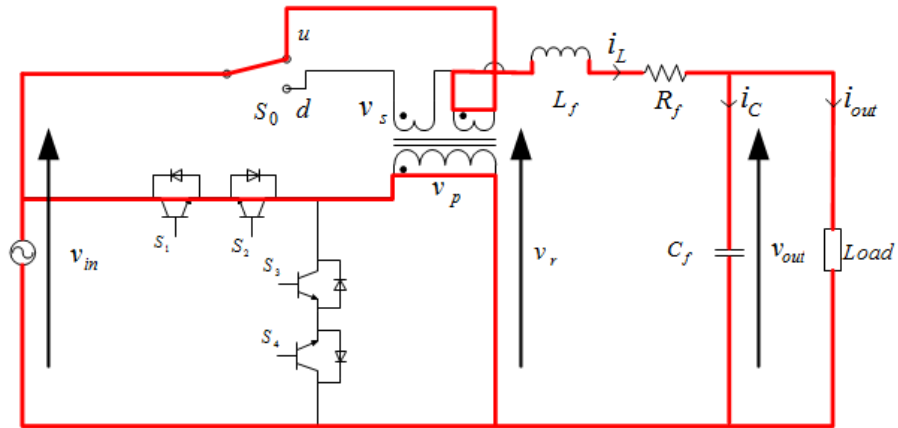 u
i_L
S_0 d
v_s
L_f
R_f
i_C
i_out
v_p
S_1
S_2
v_in
v_r
C_f
v_out
Load
S_3
S_4